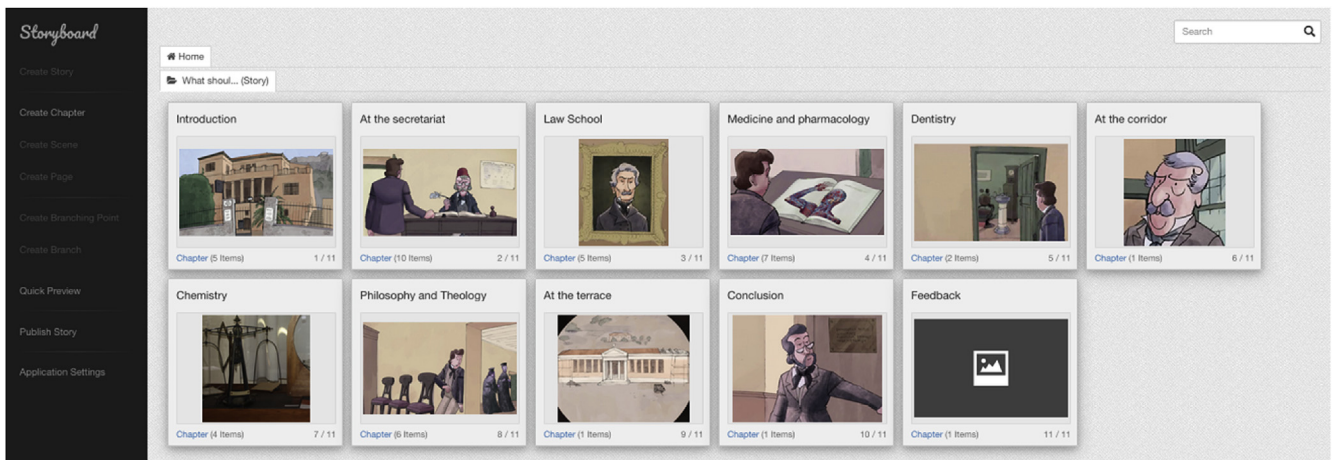 Storyboard
Search
Create Story
Home
What shoul... (Story)
Create Chapter
Create Scene
Create Page
Create Branching Point
Create Branch
Quick Preview
Publish Story
Application Settings
Introduction
Chapter (5 Items) 1 / 11
At the secretariat
Chapter (10 Items) 2 / 11
Law School
Chapter (5 Items) 3 / 11
Medicine and pharmacology
Chapter (7 Items) 4 / 11
Dentistry
Chapter (2 Items) 5 / 11
At the corridor
Chapter (1 Items) 6 / 11
Chemistry
Chapter (4 Items) 7 / 11
Philosophy and Theology
Chapter (6 Items) 8 / 11
At the terrace
Chapter (1 Items) 9 / 11
Conclusion
Chapter (1 Items) 10 / 11
Feedback
Chapter (1 Items) 11 / 11